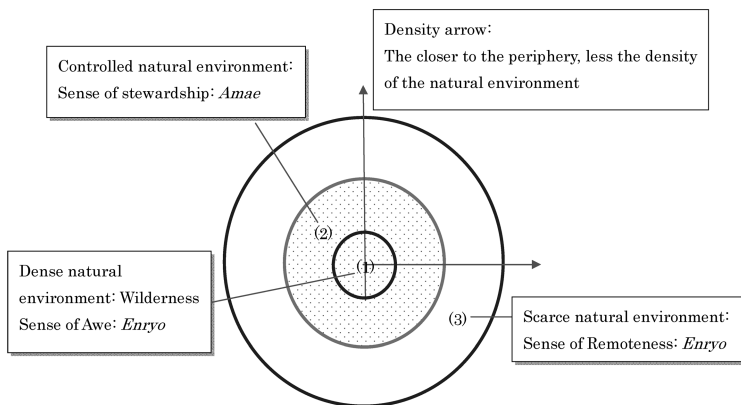 Density arrow:
The closer to the periphery, less the density
of the natural environment
Controlled natural environment:
Sense of stewardship: Amae
(2)
(1)
Dense natural
environment: Wilderness
Sense of Awe: Enryo
(3)
Scarce natural environment:
Sense of Remoteness: Enryo